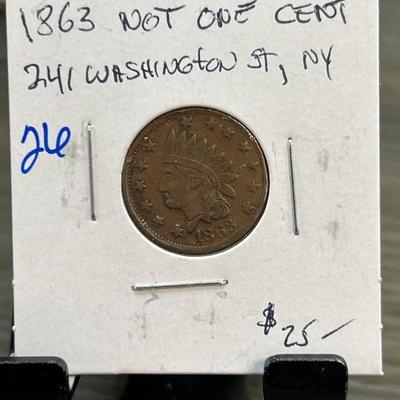 1863 NOT ONE CENT
241 WASHINGTON ST, NY
26
1863
$25-